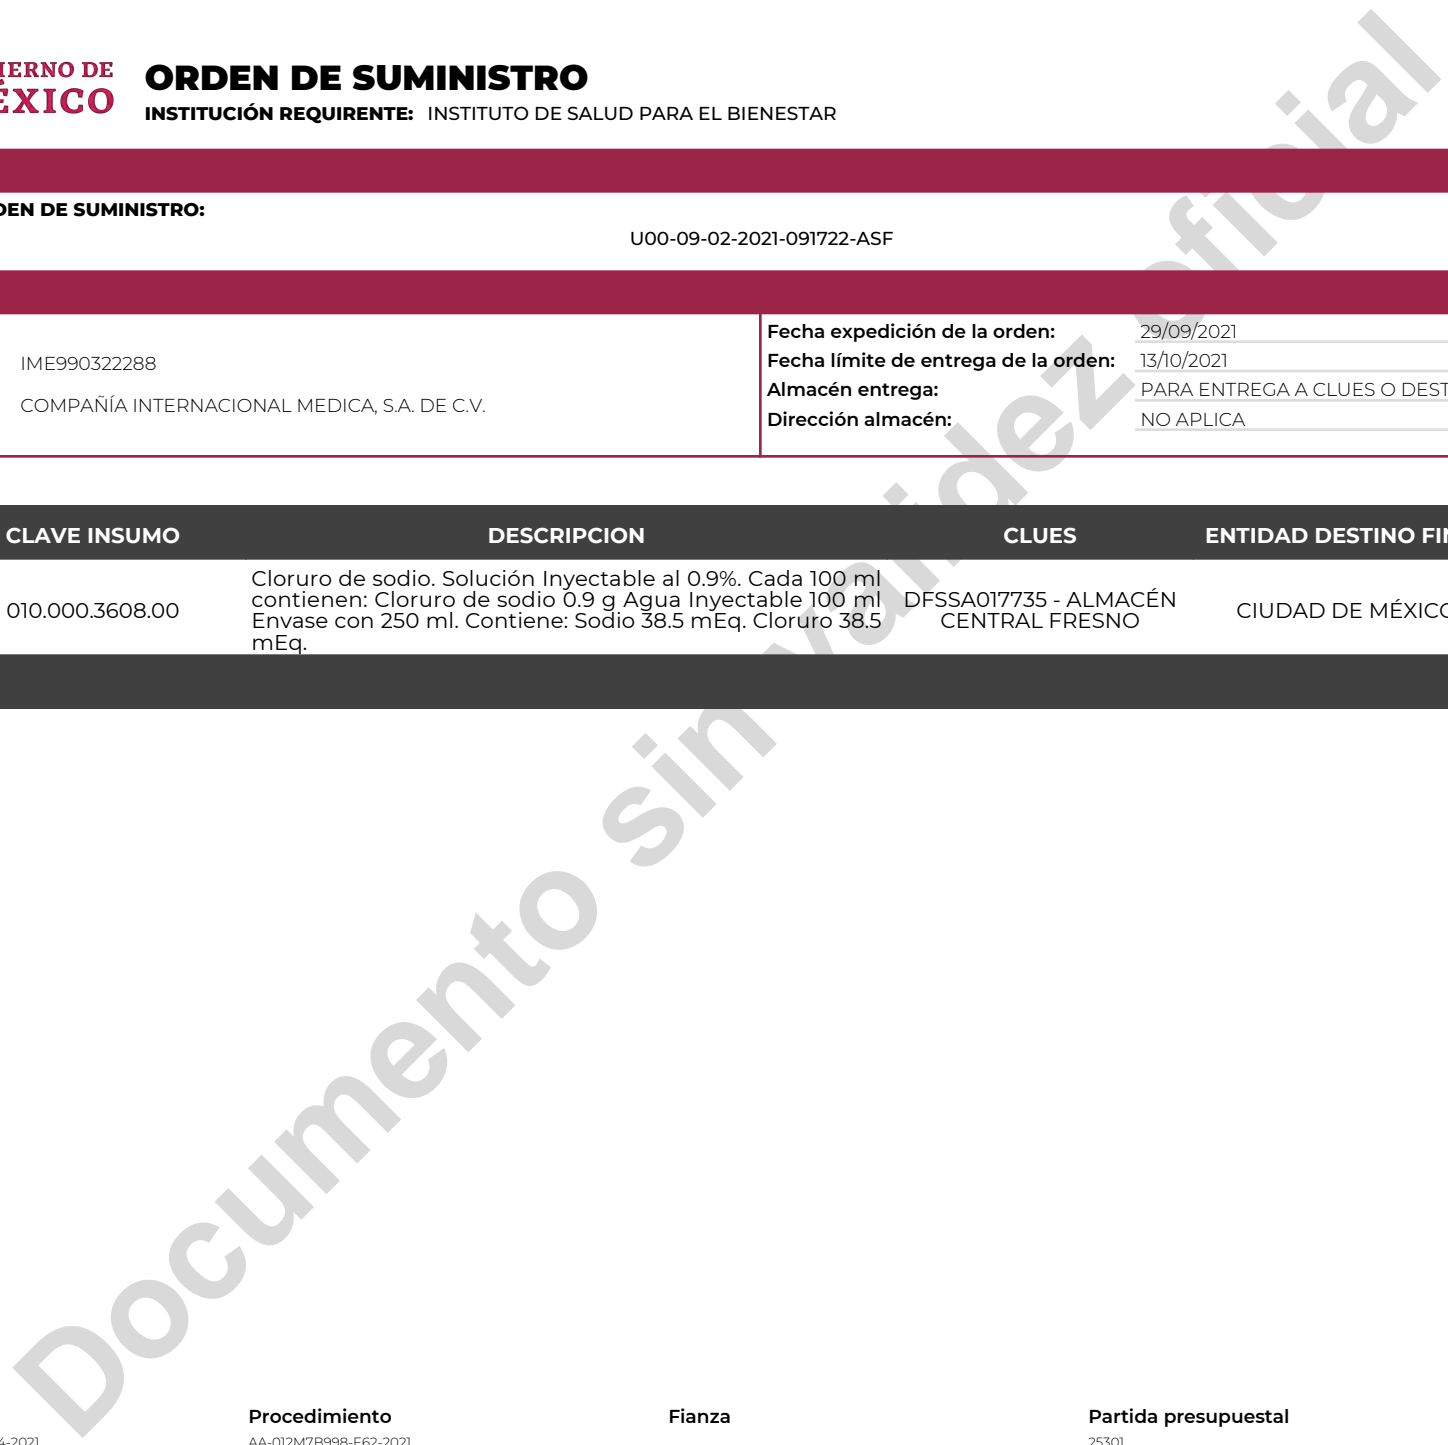 ORDEN DE SUMINISTRO
INSTITUCIÓN REQUIRENTE: INSTITUTO DE SALUD PARA EL BIENESTAR
DE SUMINISTRO:
U00-09-02-2021-091722-ASF
IME990322288
COMPAÑÍA INTERNACIONAL MEDICA, S.A. DE C.V.
Fecha expedición de la orden: 29/09/2021
Fecha límite de entrega de la orden: 13/10/2021
Almacén entrega: PARA ENTREGA A CLUES O DEST
Dirección almacén: NO APLICA
CLAVE INSUMO DESCRIPCION CLUES ENTIDAD DESTINO
010.000.3608.00
Cloruro de sodio. Solución Inyectable al 0.9%. Cada 100 ml
contienen: Cloruro de sodio 0.9 g Agua Inyectable 100 ml
Envase con 250 ml. Contiene: Sodio 38.5 mEq. Cloruro 38.5
mEq.
DFSSA017735 - ALMACÉN
CENTRAL FRESNO
CIUDAD DE MÉXICO
Documento sin validez oficial
Procedimiento Fianza Partida presupuestal
AA-012M7B998-E62-2021 25301